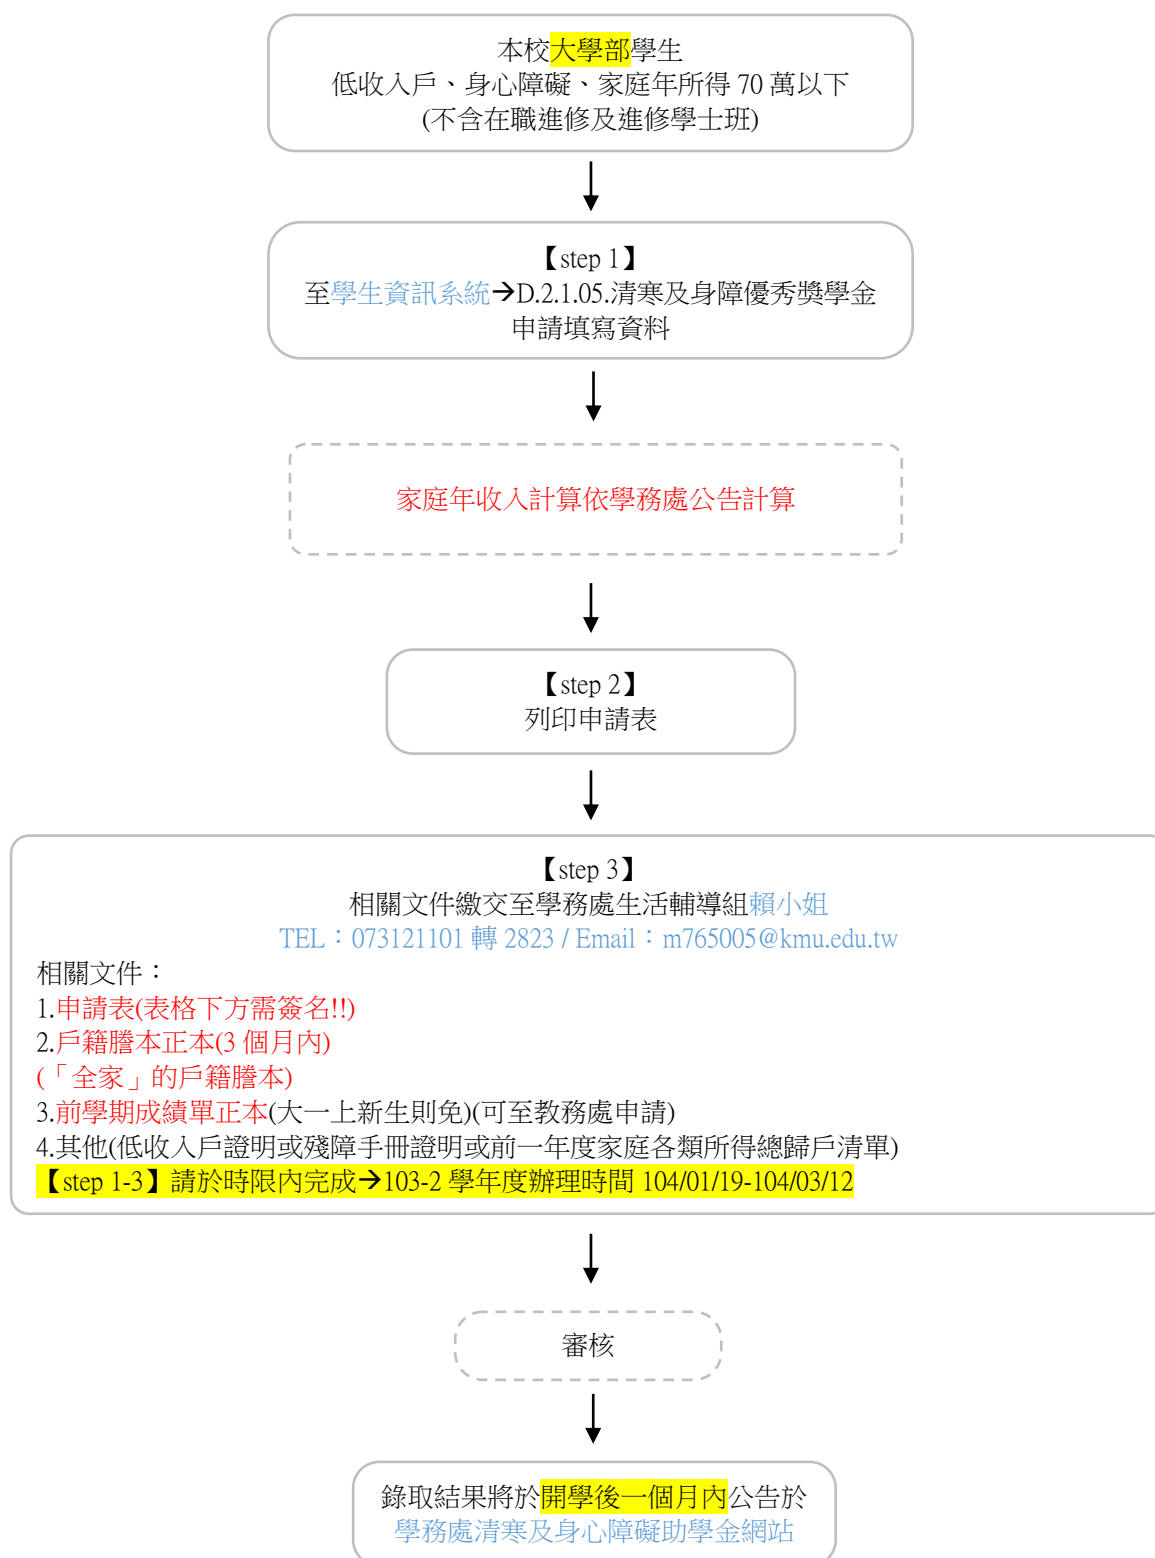 本校大學部學生
低收入戶、身心障礙、家庭年所得 70 萬以下
(不含在職進修及進修學士班)
【step 1】
至學生資訊系統→D.2.1.05.清寒及身障優秀獎學金
申請填寫資料
家庭年收入計算依學務處公告計算
【step 2】
列印申請表
【step 3】
相關文件繳交至學務處生活輔導組賴小姐
TEL：073121101 轉 2823 / Email：m765005@kmu.edu.tw
相關文件：
1.申請表(表格下方需簽名!!)
2.戶籍謄本正本(3 個月內)
(「全家」的戶籍謄本)
3.前學期成績單正本(大一上新生則免)(可至教務處申請)
4.其他(低收入戶證明或殘障手冊證明或前一年度家庭各類所得總歸戶清單)
【step 1-3】請於時限內完成→103-2 學年度辦理時間 104/01/19-104/03/12
審核
錄取結果將於開學後一個月內公告於
學務處清寒及身心障礙助學金網站